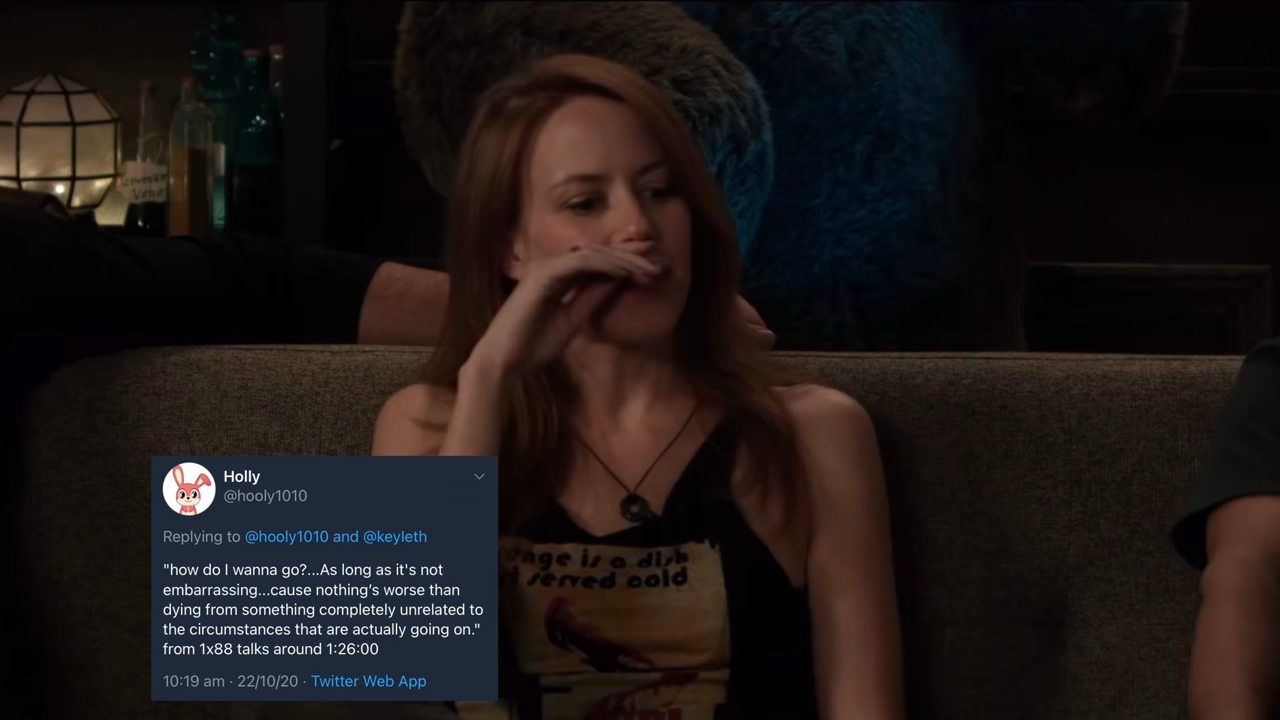 Holly
@hooly1010
Replying to @hooly1010 and @keyleth
"how do I wanna go?...As long as it's not
embarrassing...cause nothing's worse than
dying from something completely unrelated to
the circumstances that are actually going on."
from 1x88 talks around 1:26:00
10:19 am · 22/10/20 · Twitter Web App
nge is a dish
served cold